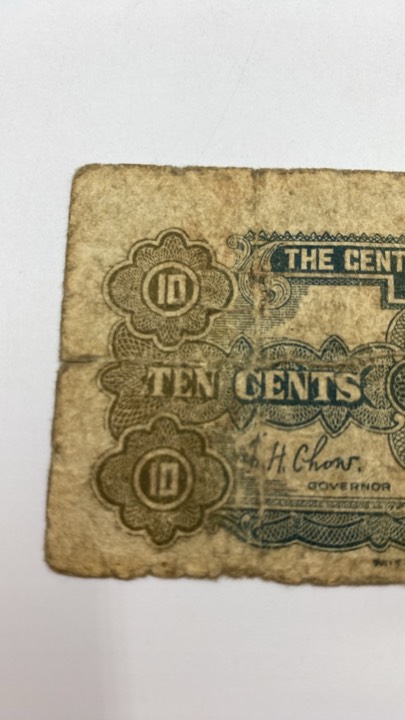 10
THE CENT
TEN CENTS
H. Chow.
GOVERNOR
10